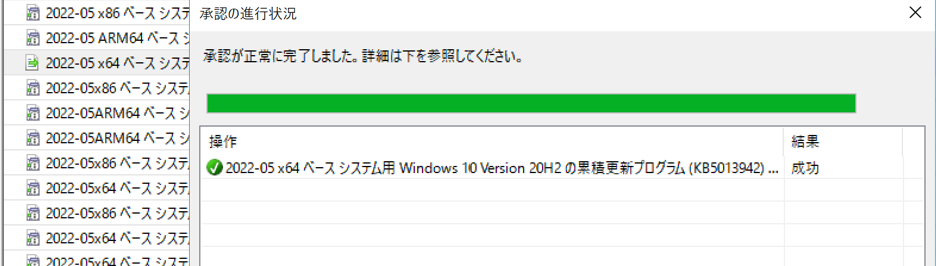 2022-05 x86 ベース システ
2022-05 ARM64 ベース シ
2022-05 x64 ベース システ
2022-05x86 ベース システム
2022-05ARM64 ベース シ
2022-05ARM64 ベース シ
2022-05x86 ベース システム
2022-05x64 ベース システム
2022-05x86 ベース システム
2022-05x64 ベース システム
2022-05x64 ベース システム
承認の進行状況
承認が正常に完了しました。詳細は下を参照してください。
操作 結果
2022-05 x64 ベース システム用 Windows 10 Version 20H2 の累積更新プログラム (KB5013942) ... 成功